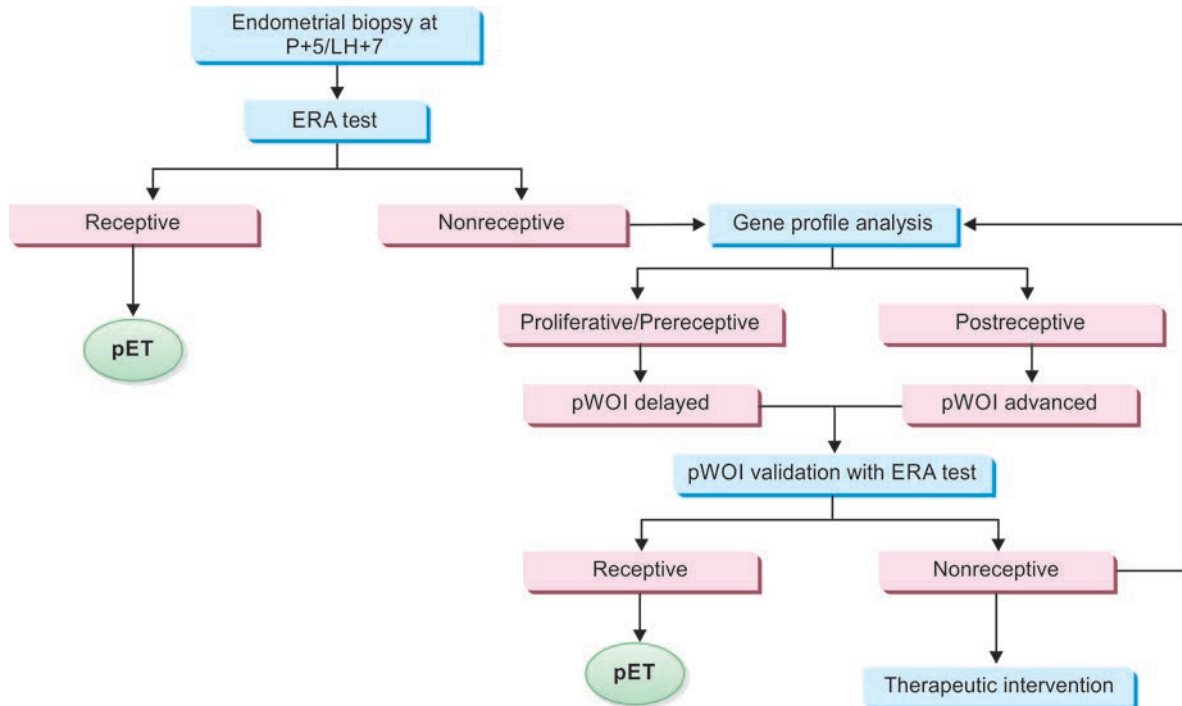 Endometrial biopsy at
P+5/LH+7
ERA test
Receptive
Nonreceptive
Gene profile analysis
Proliferative/Prereceptive
Postreceptive
pET
pWOI delayed
pWOI advanced
pWOI validation with ERA test
Receptive
Nonreceptive
pET
Therapeutic intervention